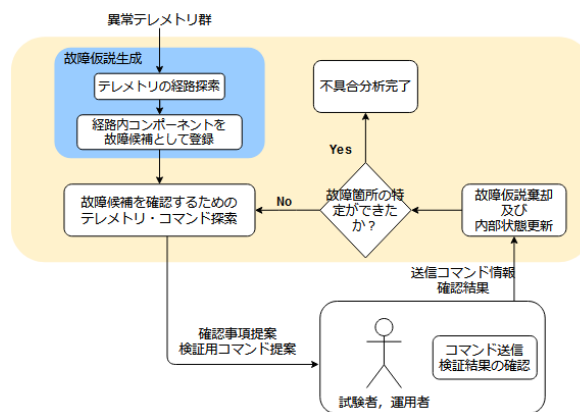 異常テレメトリ群
故障仮説生成
テレメトリの経路探索
経路内コンポーネントを
故障候補として登録
不具合分析完了
Yes
故障候補を確認するための
テレメトリ・コマンド探索
No
故障箇所の特
定ができた
か？
故障仮説棄却
及び
内部状態更新
送信コマンド情報
確認結果
確認事項提案
検証用コマンド提案
コマンド送信
検証結果の確認
試験者，運用者